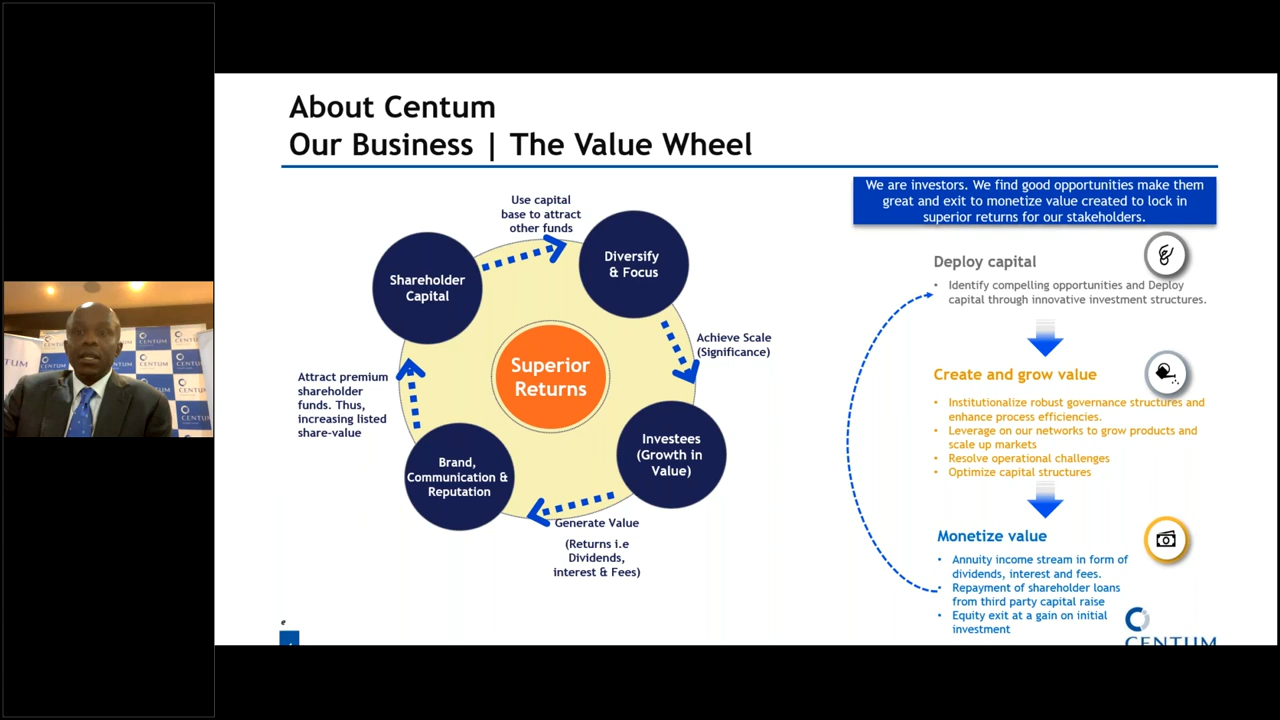 About Centum
Our Business | The Value Wheel
We are investors. We find good opportunities make them
great and exit to monetize value created to lock in
superior returns for our stakeholders.
Use capital
base to attract
other funds
Shareholder
Capital
Diversify
& Focus
Achieve Scale
(Significance)
Superior
Returns
Attract premium
shareholder
funds. Thus,
increasing listed
share-value
Investees
(Growth in
Value)
Brand,
Communication &
Reputation
Generate Value
(Returns i.e
Dividends,
interest & Fees)
Deploy capital
• Identify compelling opportunities and Deploy
capital through innovative investment structures.
Create and grow value
• Institutionalize robust governance structures and
enhance process efficiencies.
• Leverage on our networks to grow products and
scale up markets
• Resolve operational challenges
• Optimize capital structures
Monetize value
• Annuity income stream in form of
dividends, interest and fees.
• Repayment of shareholder loans
from third party capital raise
• Equity exit at a gain on initial
investment
CENTUM
e
CENTUM
CENTUM
CENTUM